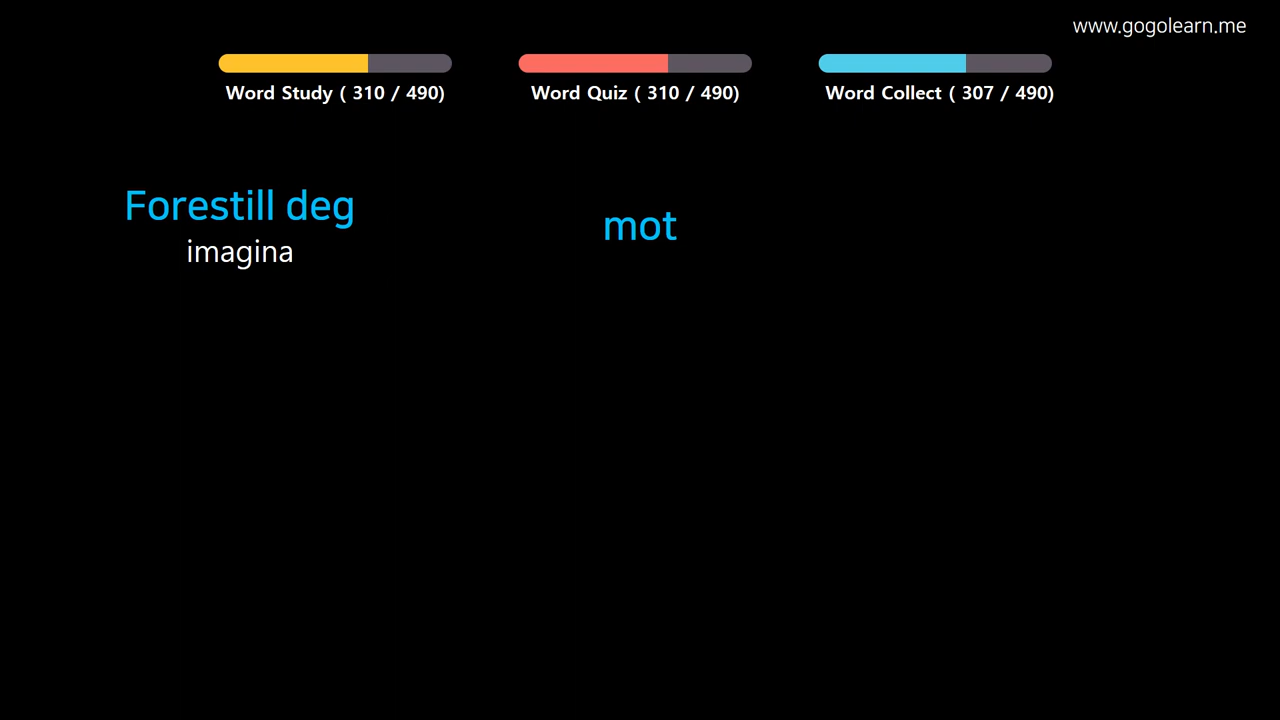 www.gogolearn.me
Word Study ( 310 / 490)
Word Quiz ( 310 / 490)
Word Collect ( 307 / 490)
Forestill deg
imagina
mot